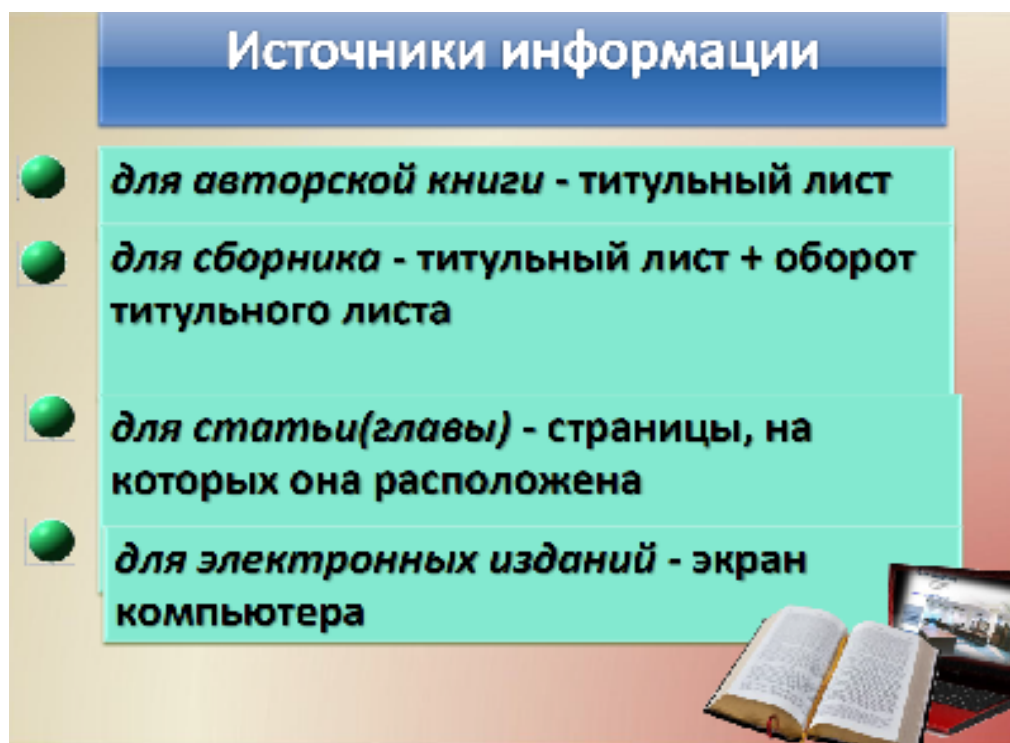 Источники информации
для авторской книги - титульный лист
для сборника - титульный лист + оборот
титульного листа
для статьи(главы) - страницы, на
которых она расположена
для электронных изданий - экран
компьютера